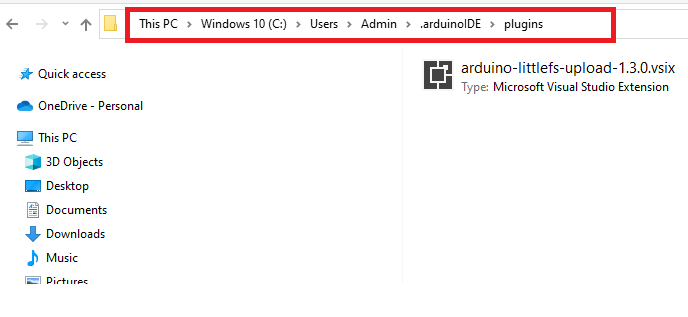 This PC > Windows 10 (C:) > Users > Admin > .arduinoIDE > plugins
Quick access
OneDrive - Personal
This PC
3D Objects
Desktop
Documents
Downloads
Music
Pictures
arduino-littlefs-upload-1.3.0.vsix
Type: Microsoft Visual Studio Extension